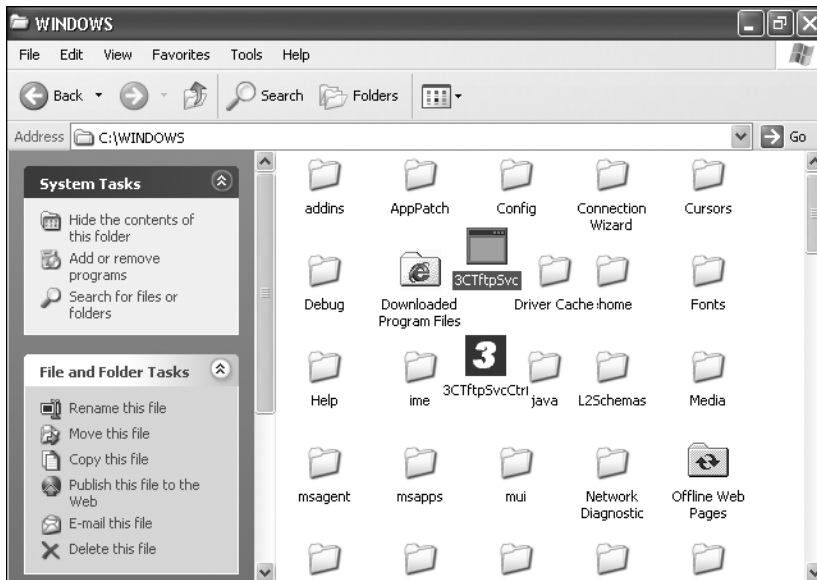 WINDOWS
File Edit View Favorites Tools Help
Back Search Folders
Address C:\WINDOWS Go
System Tasks
Hide the contents of
this folder
Add or remove
programs
Search for files or
folders
File and Folder Tasks
Rename this file
Move this file
Copy this file
Publish this file to the
Web
E-mail this file
Delete this file
addins AppPatch Config Connection Cursors
Wizard
3CTftpSvc
Debug Downloaded Driver Cache home Fonts
Program Files
3
Help ime 3CTftpSvcCtrl java L2Schemas Media
msagent msapps mui Network Offline Web
Diagnostic Pages